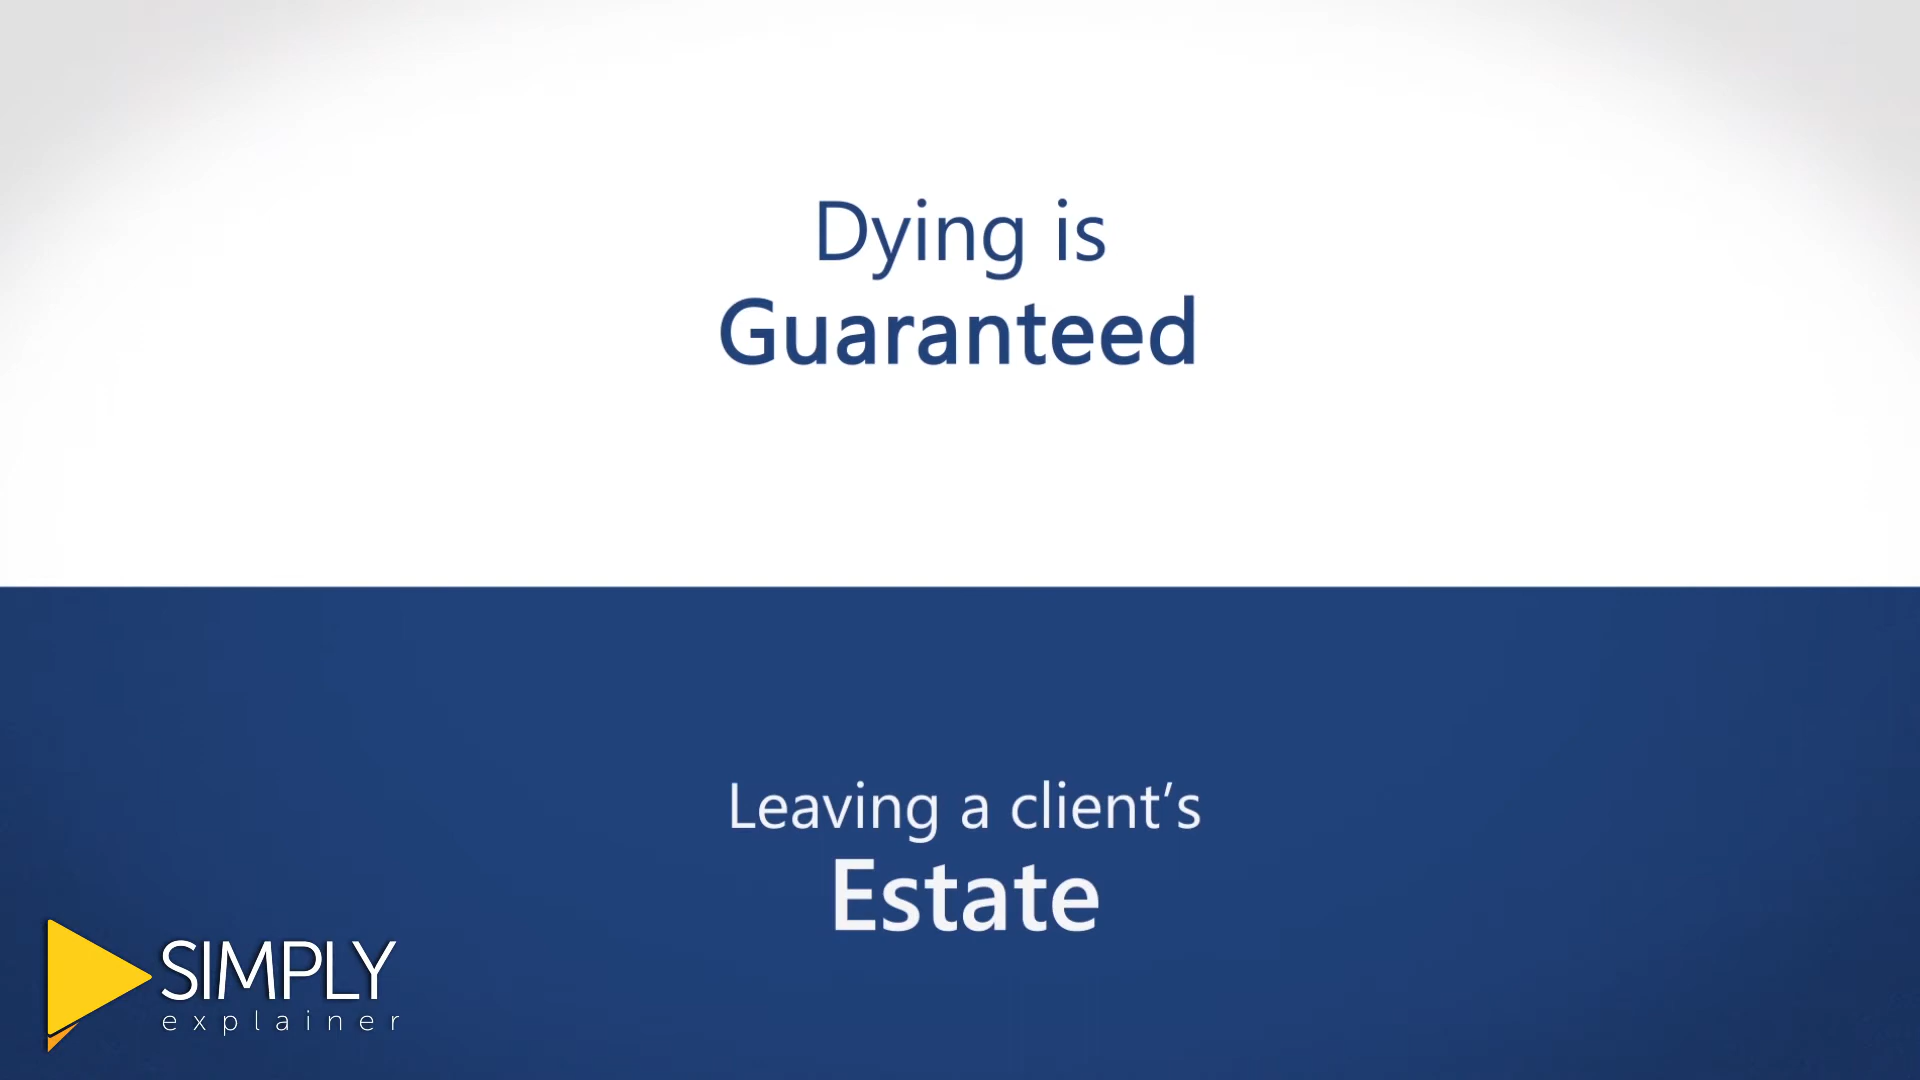 Dying is
Guaranteed
Leaving a client’s
Estate
SIMPLY
explainer